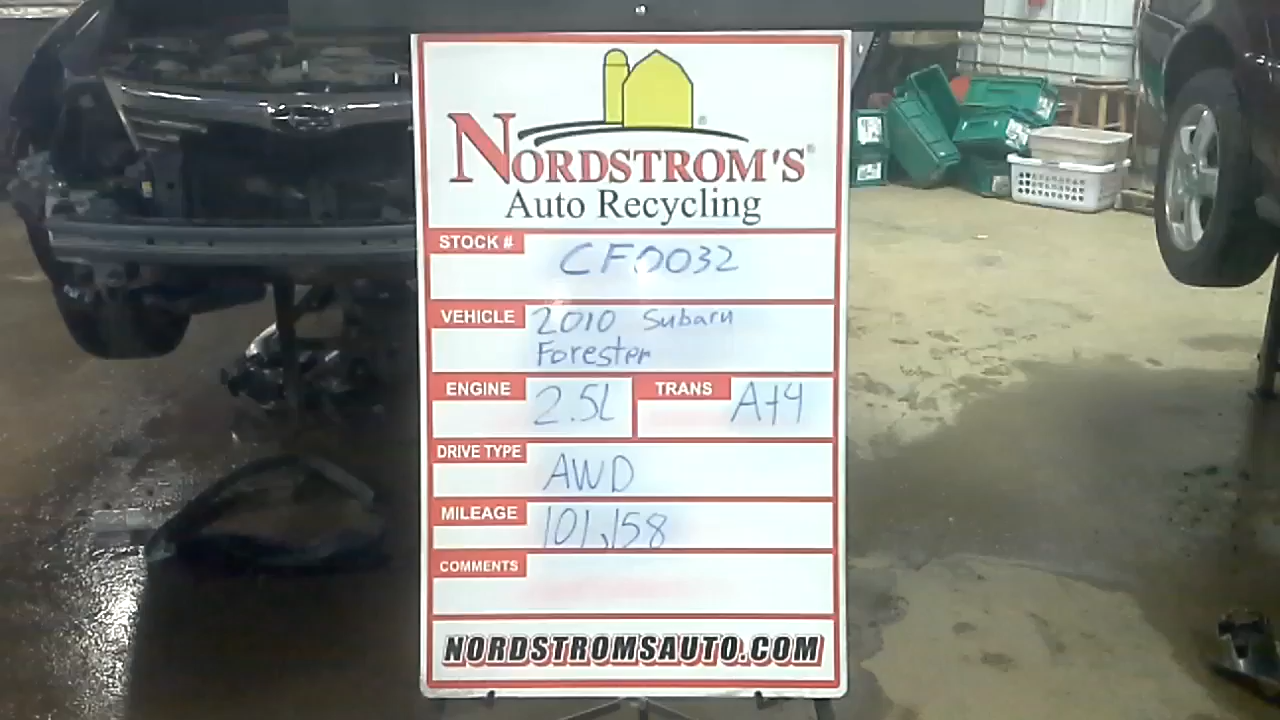 NORDSTROM'S®
Auto Recycling
STOCK # CF0032
VEHICLE 2010 Subaru
Forester
ENGINE 2.5L TRANS At4
DRIVE TYPE AWD
MILEAGE 101,158
COMMENTS
NORDSTROMSAUTO.COM